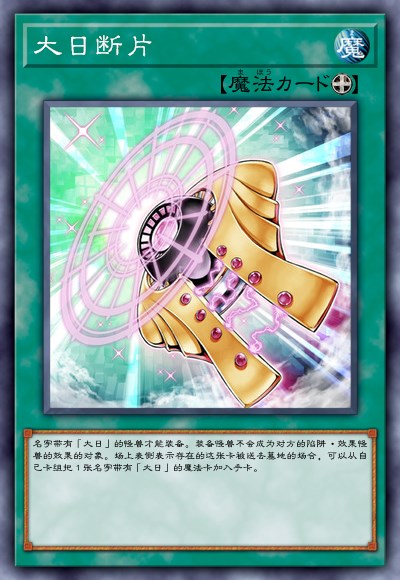 大日断片
魔
【魔法カード】
まほう
名字带有「大日」的怪兽才能装备。装备怪兽不会成为对方的陷阱·效果怪
兽的效果的对象。场上表侧表示存在的这张卡被送去墓地的场合，可以从自
己卡组把１张名字带有「大日」的魔法卡加入手卡。